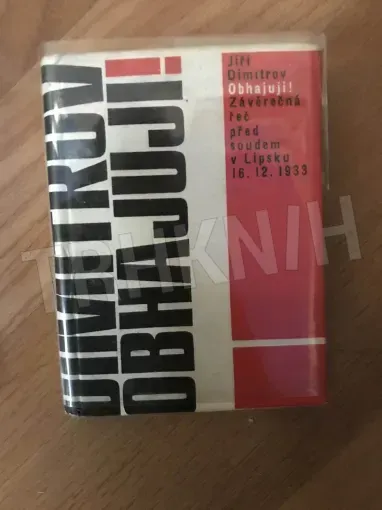 DIMITROV
OBHAJUJI!
Jiří
Dimitrov
Obhajuji!
Závěrečná
řeč
před
soudem
v Lipsku
16.12.1933
TRHKNIH